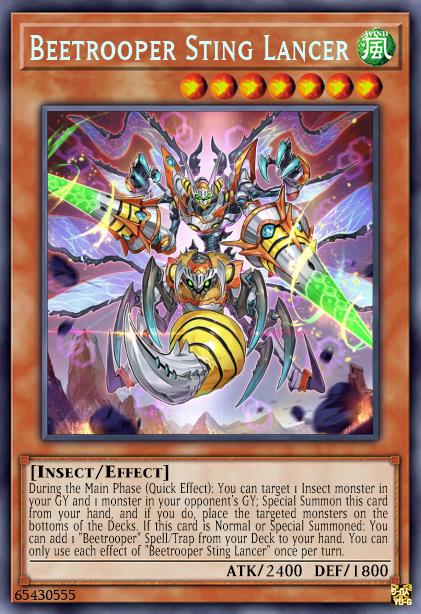 BEETROOPER STING LANCER
WIND
風
[INSECT/EFFECT]
During the Main Phase (Quick Effect): You can target 1 Insect monster in
your GY and 1 monster in your opponent's GY; Special Summon this card
from your hand, and if you do, place the targeted monsters on the
bottoms of the Decks. If this card is Normal or Special Summoned: You
can add 1 "Beetrooper" Spell/Trap from your Deck to your hand. You can
only use each effect of "Beetrooper Sting Lancer" once per turn.
ATK/2400 DEF/1800
65430555